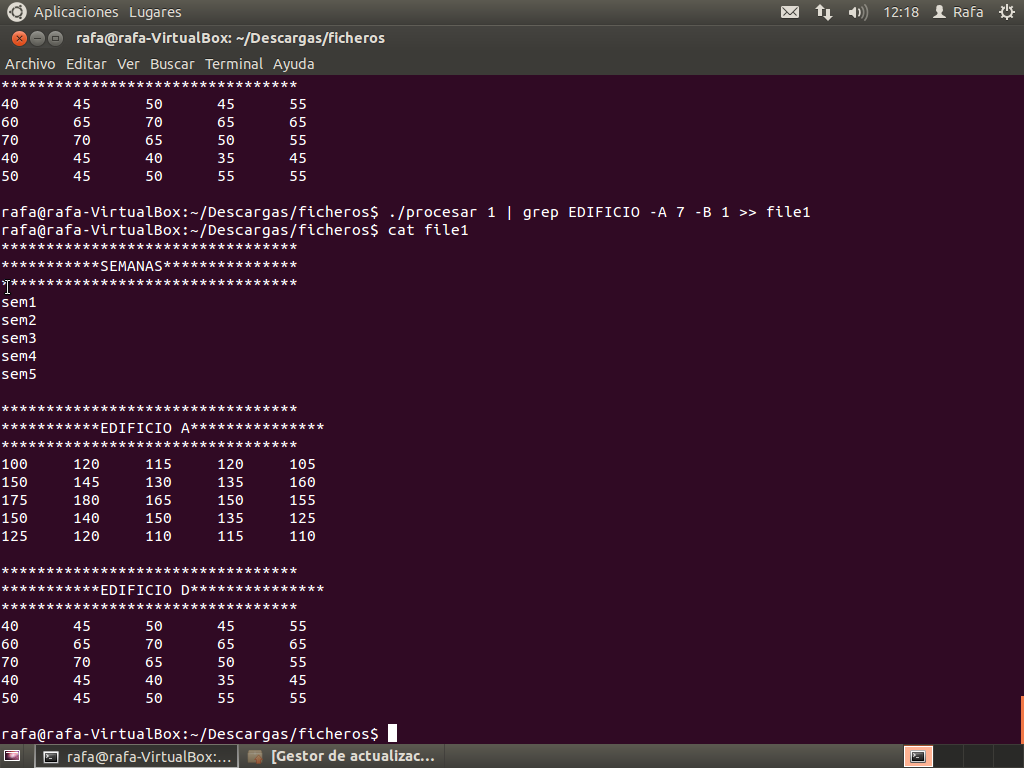 Aplicaciones Lugares 12:18 Rafa
rafa@rafa-VirtualBox: ~/Descargas/ficheros
Archivo Editar Ver Buscar Terminal Ayuda
*********************************
40 45 50 45 55
60 65 70 65 65
70 70 65 50 55
40 45 40 35 45
50 45 50 55 55
rafa@rafa-VirtualBox:~/Descargas/ficheros$ ./procesar 1 | grep EDIFICIO -A 7 -B 1 >> file1
rafa@rafa-VirtualBox:~/Descargas/ficheros$ cat file1
*********************************
***********SEMANAS***************
*********************************
sem1
sem2
sem3
sem4
sem5
*********************************
***********EDIFICIO A***************
*********************************
100 120 115 120 105
150 145 130 135 160
175 180 165 150 155
150 140 150 135 125
125 120 110 115 110
*********************************
***********EDIFICIO D***************
*********************************
40 45 50 45 55
60 65 70 65 65
70 70 65 50 55
40 45 40 35 45
50 45 50 55 55
rafa@rafa-VirtualBox:~/Descargas/ficheros$
rafa@rafa-VirtualBox:... [Gestor de actualizac...